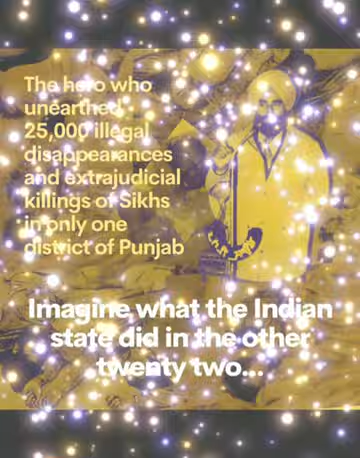 The hero who
unearthed
25,000 illegal
disappearances
and extrajudicial
killings of Sikhs
in only one
district of Punjab
Imagine what the Indian
state did in the other
twenty two...